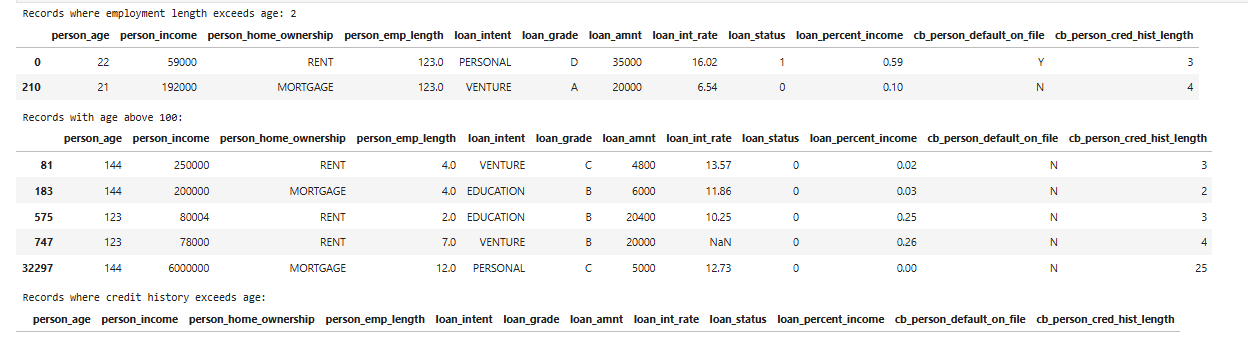 Records where employment length exceeds age: 2
person_age person_income person_home_ownership person_emp_length loan_intent loan_grade loan_amnt loan_int_rate loan_status loan_percent_income cb_person_default_on_file cb_person_cred_hist_length
0 22 59000 RENT 123.0 PERSONAL D 35000 16.02 1 0.59 Y 3
210 21 192000 MORTGAGE 123.0 VENTURE A 20000 6.54 0 0.10 N 4
Records with age above 100:
person_age person_income person_home_ownership person_emp_length loan_intent loan_grade loan_amnt loan_int_rate loan_status loan_percent_income cb_person_default_on_file cb_person_cred_hist_length
81 144 250000 RENT 4.0 VENTURE C 4800 13.57 0 0.02 N 3
183 144 200000 MORTGAGE 4.0 EDUCATION B 6000 11.86 0 0.03 N 2
575 123 80004 RENT 2.0 EDUCATION B 20400 10.25 0 0.25 N 3
747 123 78000 RENT 7.0 VENTURE B 20000 NaN 0 0.26 N 4
32297 144 6000000 MORTGAGE 12.0 PERSONAL C 5000 12.73 0 0.00 N 25
Records where credit history exceeds age:
person_age person_income person_home_ownership person_emp_length loan_intent loan_grade loan_amnt loan_int_rate loan_status loan_percent_income cb_person_default_on_file cb_person_cred_hist_length